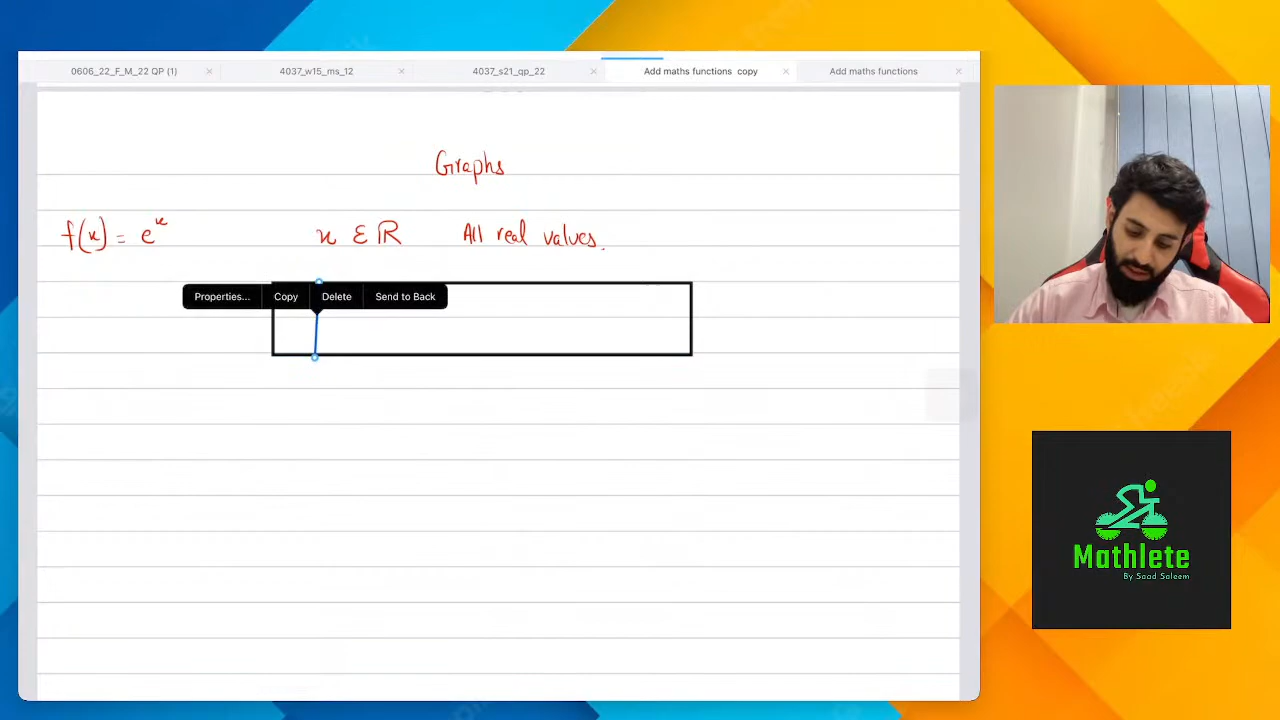 0606_22_F_M_22 QP (1)
4037_w15_ms_12
4037_s21_qp_22
Add maths functions copy
Add maths functions
Graphs
f(x) = e^x x ∈ ℝ All real values.
Properties... Copy Delete Send to Back
Mathlete
By Saad Saleem